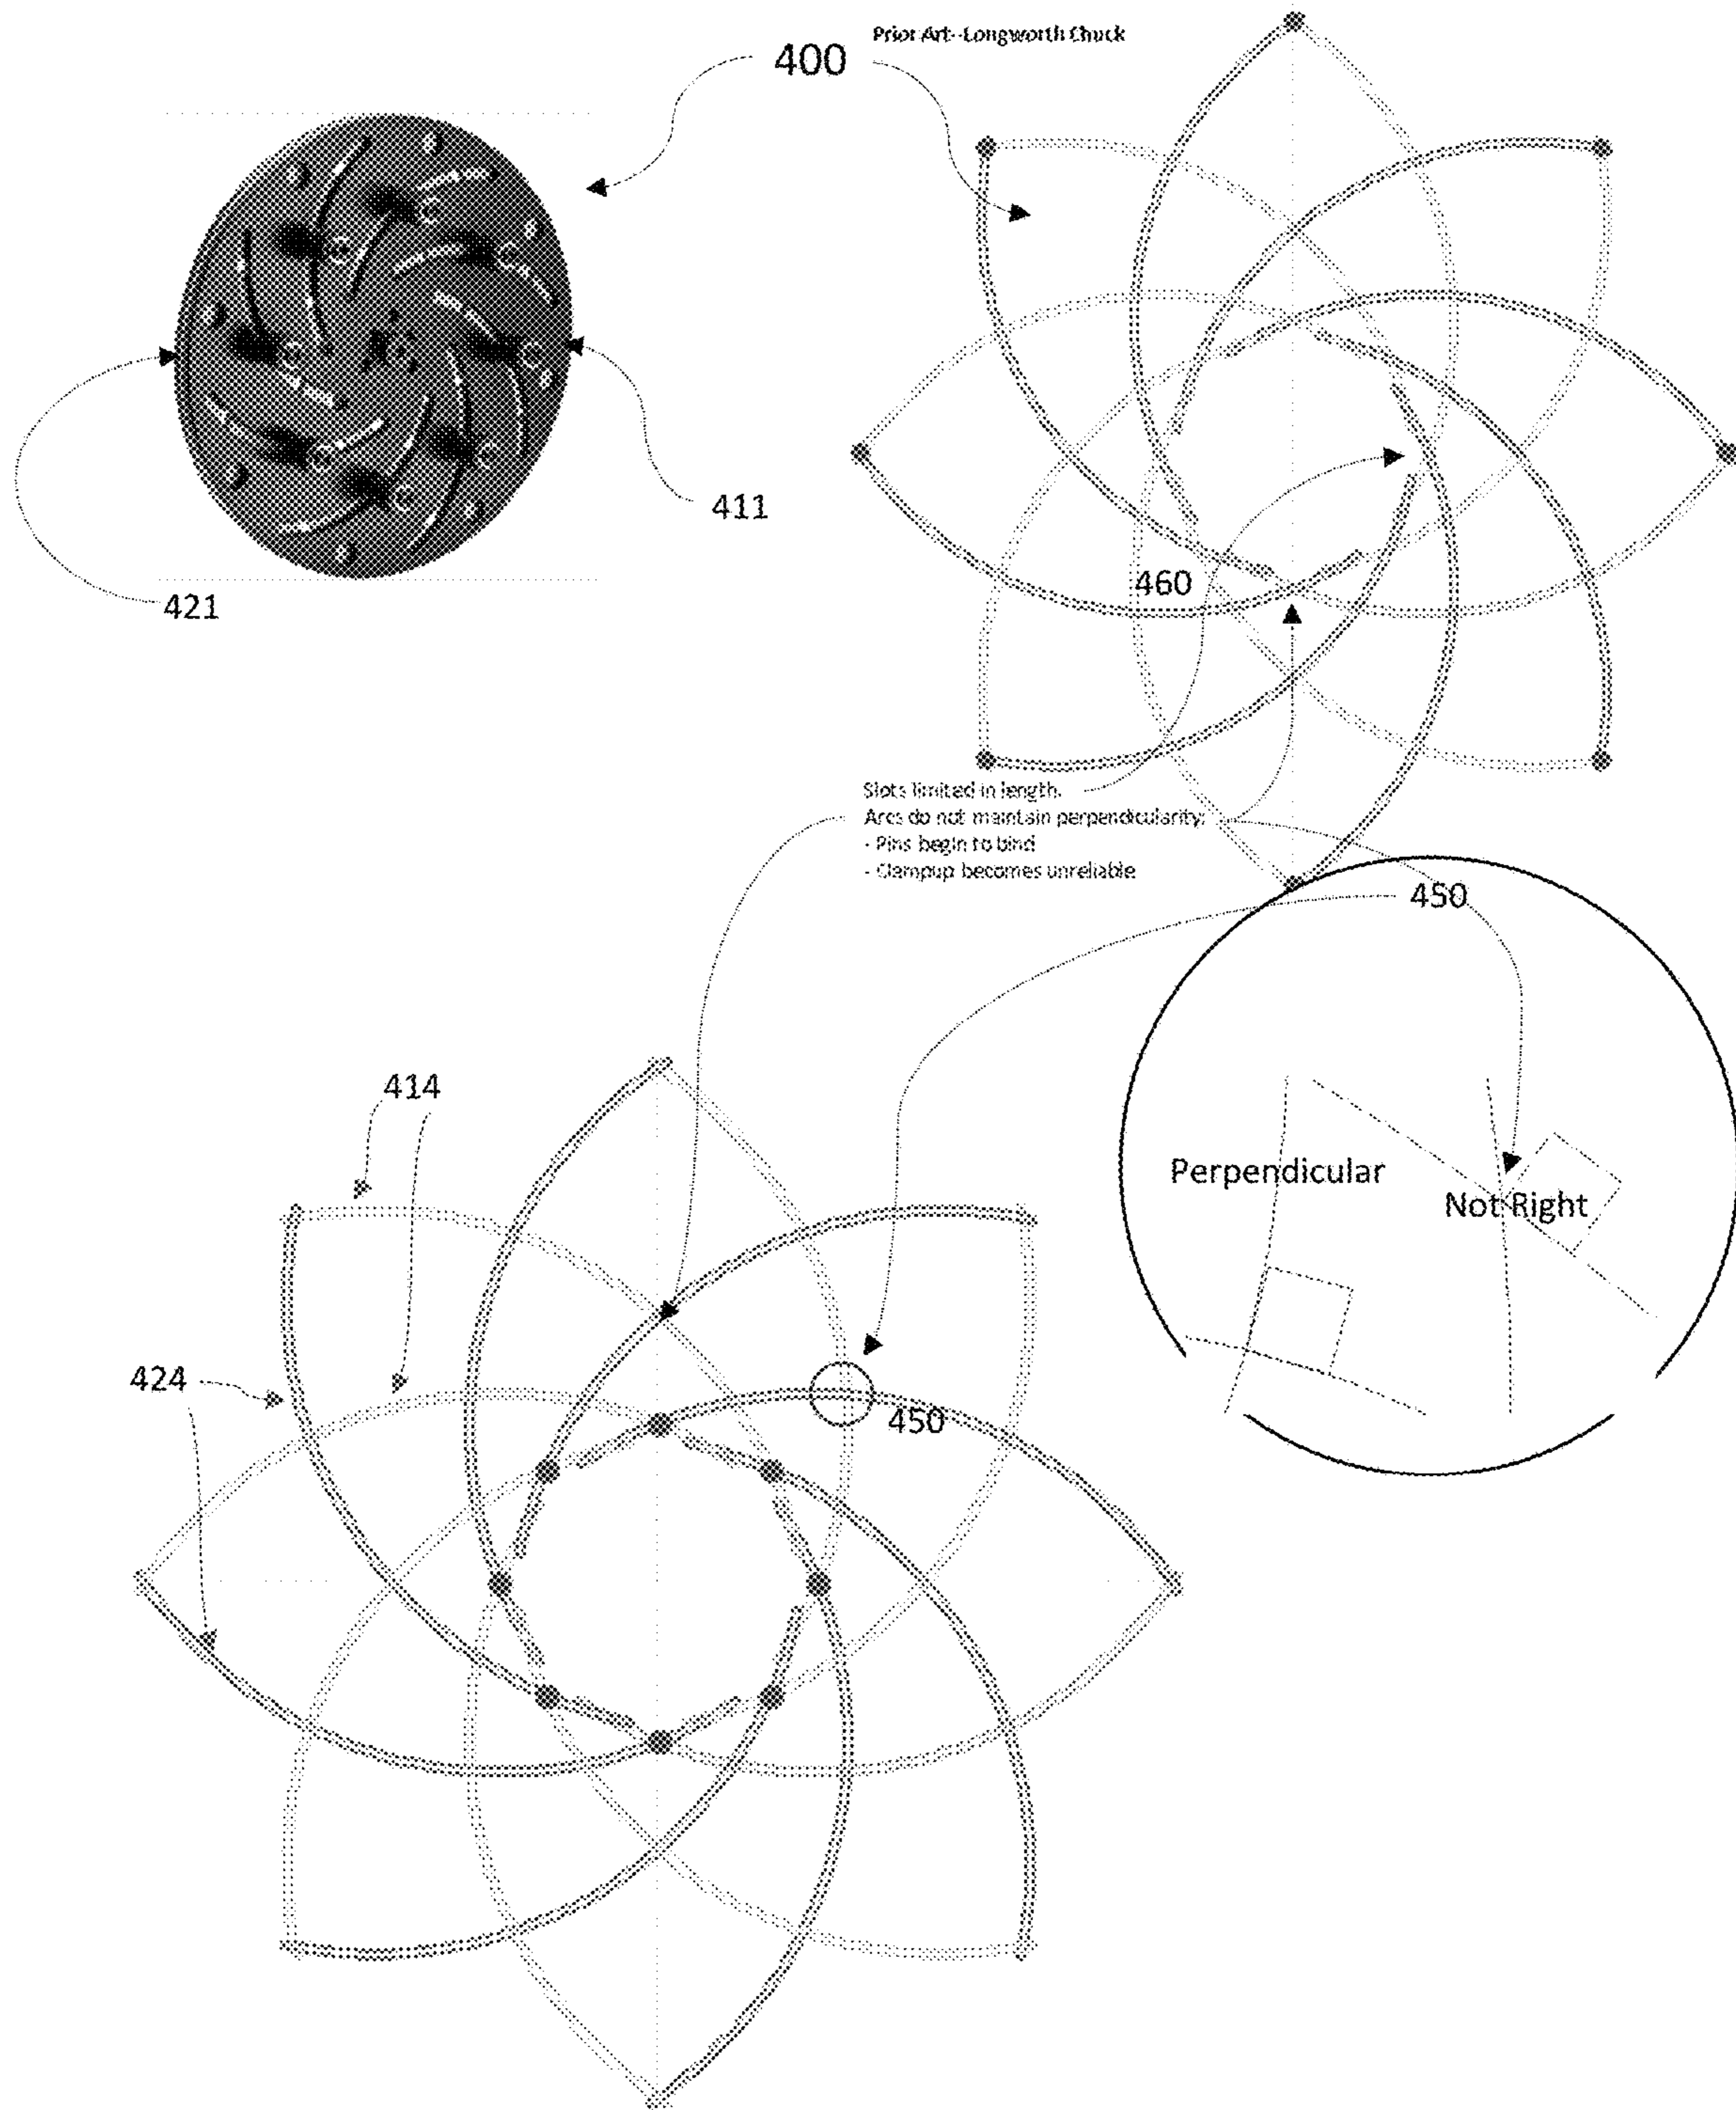 Prior Art--Longworth Chuck
400
411
421
460
Slots limited in length.
Arcs do not maintain perpendicularity:
- Pins begin to bind
- Clampup becomes unreliable
450
414
Perpendicular
Not Right
424
450